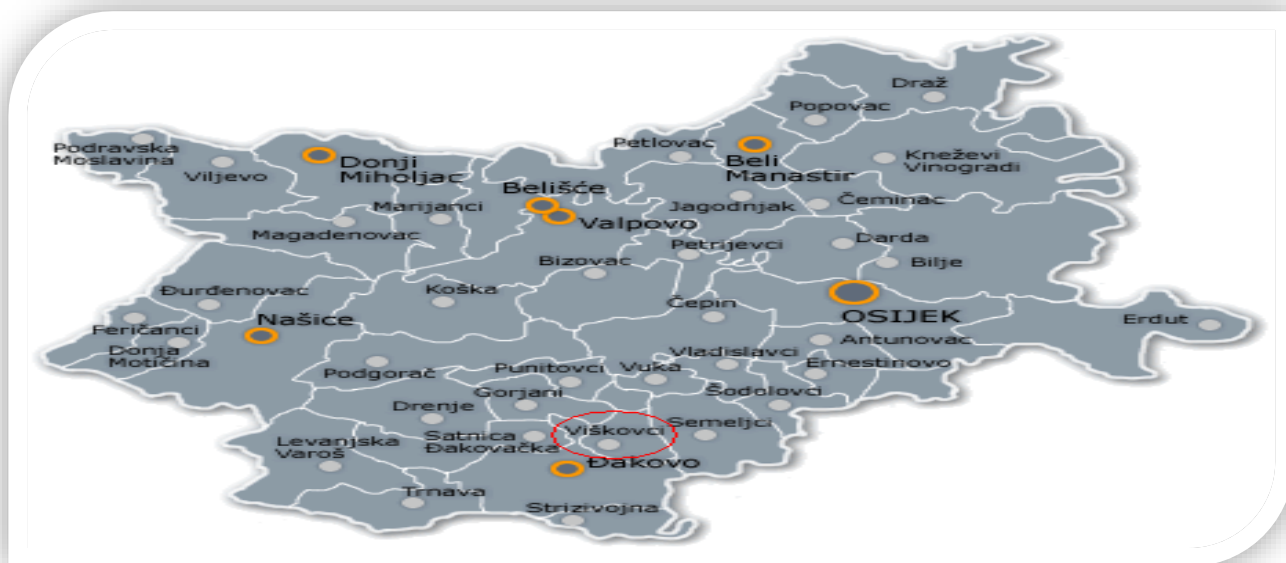 Draž
Popovac
Podravska
Moslavina
Petlovac
Donji
Miholjac
Beli
Manastir
Kneževi
Vinogradi
Viljevo
Belišće
Marijanci
Jagodnjak
Čeminac
Valpovo
Magadenovac
Petrijevci
Darda
Bizovac
Bilje
Đurđenovac
Koška
Čepin
Našice
OSIJEK
Erdut
Feričanci
Antunovac
Donja
Motičina
Vladislavci
Ernestinovo
Podgorač
Punitovci
Vuka
Gorjani
Šodolovci
Drenje
Semeljci
Viškovci
Satnica
Đakovačka
Levanjska
Varoš
Đakovo
Trnava
Strizivojna